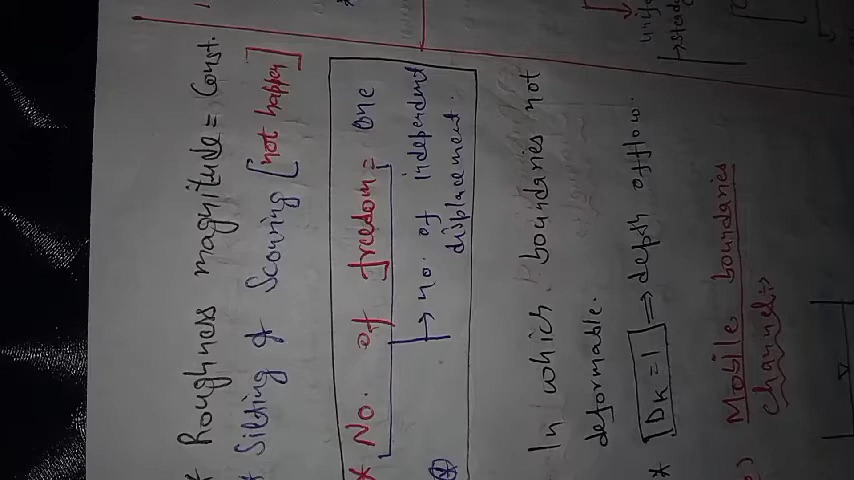 * Roughness magnitude = Const.
* Silting & Scouring [not happen]
* No. of freedom = one
↳ no. of independent
displacement.
In which boundaries not
deformable.
* [Dk = 1] → depth of flow.
) Mobile boundaries
channel:-